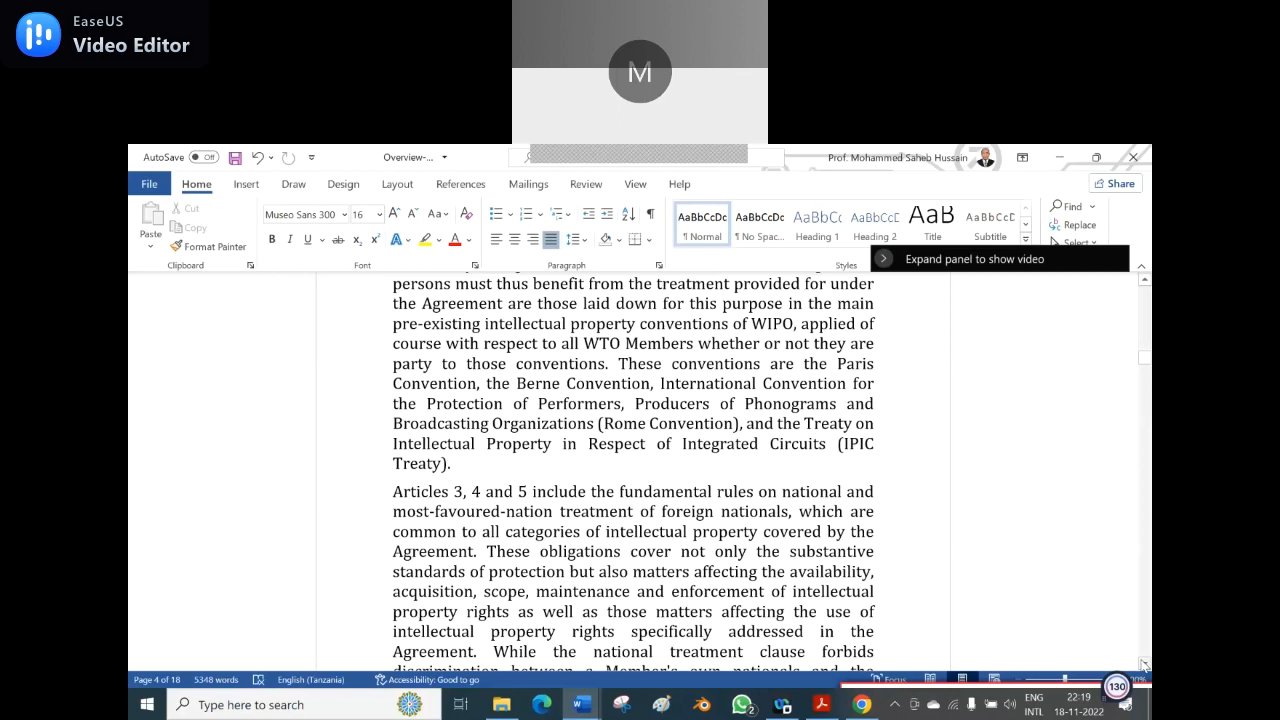 EaseUS
Video Editor
M
AutoSave Off Overview-... Prof. Mohammed Saheb Hussain
File Home Insert Draw Design Layout References Mailings Review View Help Share
Paste Cut Copy Format Painter
Museo Sans 300 16
AaBbCcDc AaBbCcDc AaBbCc AaBbCcD AaB AaBbCcD
¶ Normal ¶ No Spac... Heading 1 Heading 2 Title Subtitle
Find
Replace
Select
Clipboard Font Paragraph Styles
Expand panel to show video
persons must thus benefit from the treatment provided for under
the Agreement are those laid down for this purpose in the main
pre-existing intellectual property conventions of WIPO, applied of
course with respect to all WTO Members whether or not they are
party to those conventions. These conventions are the Paris
Convention, the Berne Convention, International Convention for
the Protection of Performers, Producers of Phonograms and
Broadcasting Organizations (Rome Convention), and the Treaty on
Intellectual Property in Respect of Integrated Circuits (IPIC
Treaty).
Articles 3, 4 and 5 include the fundamental rules on national and
most-favoured-nation treatment of foreign nationals, which are
common to all categories of intellectual property covered by the
Agreement. These obligations cover not only the substantive
standards of protection but also matters affecting the availability,
acquisition, scope, maintenance and enforcement of intellectual
property rights as well as those matters affecting the use of
intellectual property rights specifically addressed in the
Agreement. While the national treatment clause forbids
discrimination between a Member's own nationals and the
Page 4 of 18 5348 words English (Tanzania) Accessibility: Good to go Focus
130
Type here to search 2 ENG 22:19
INTL 18-11-2022